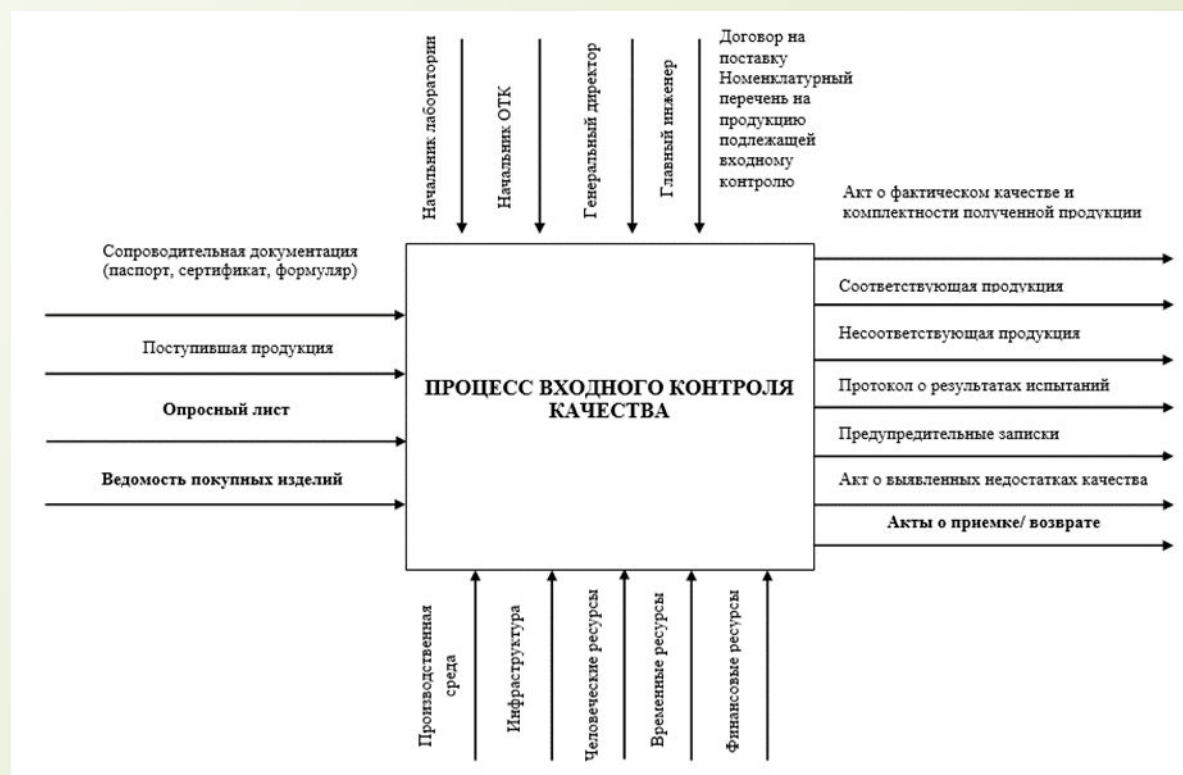 Начальник лаборатории
Начальник ОТК
Генеральный директор
Главный инженер
Договор на
поставку
Номенклатурный
перечень на
продукцию
подлежащей
входному
контролю
Сопроводительная документация
(паспорт, сертификат, формуляр)
Поступившая продукция
Опросный лист
Ведомость покупных изделий
ПРОЦЕСС ВХОДНОГО КОНТРОЛЯ
КАЧЕСТВА
Акт о фактическом качестве и
комплектности полученной продукции
Соответствующая продукция
Несоответствующая продукция
Протокол о результатах испытаний
Предупредительные записки
Акт о выявленных недостатках качества
Акты о приемке/ возврате
Производственная
среда
Инфраструктура
Человеческие ресурсы
Временные ресурсы
Финансовые ресурсы